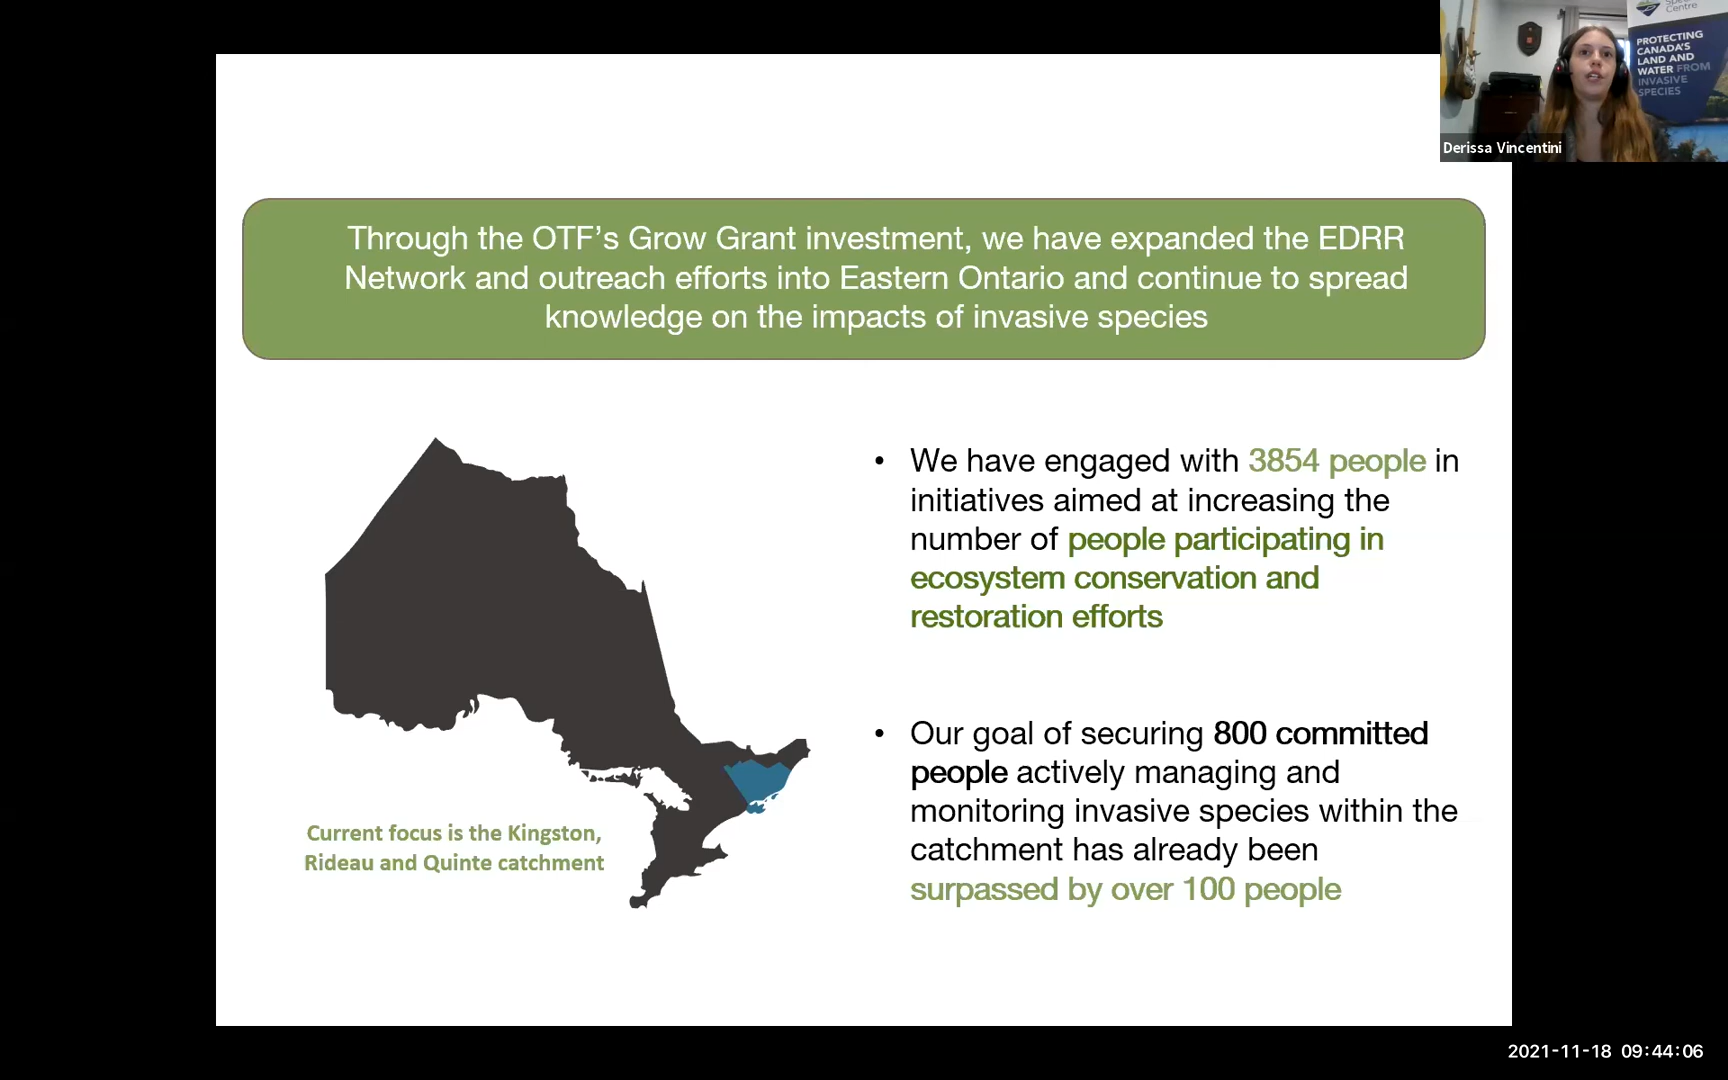 Centre
PROTECTING
CANADA'S
LAND AND
WATER FROM
INVASIVE
SPECIES
Derissa Vincentini
Through the OTF’s Grow Grant investment, we have expanded the EDRR
Network and outreach efforts into Eastern Ontario and continue to spread
knowledge on the impacts of invasive species
• We have engaged with 3854 people in
initiatives aimed at increasing the
number of people participating in
ecosystem conservation and
restoration efforts
• Our goal of securing 800 committed
people actively managing and
monitoring invasive species within the
catchment has already been
surpassed by over 100 people
Current focus is the Kingston,
Rideau and Quinte catchment
2021-11-18 09:44:06